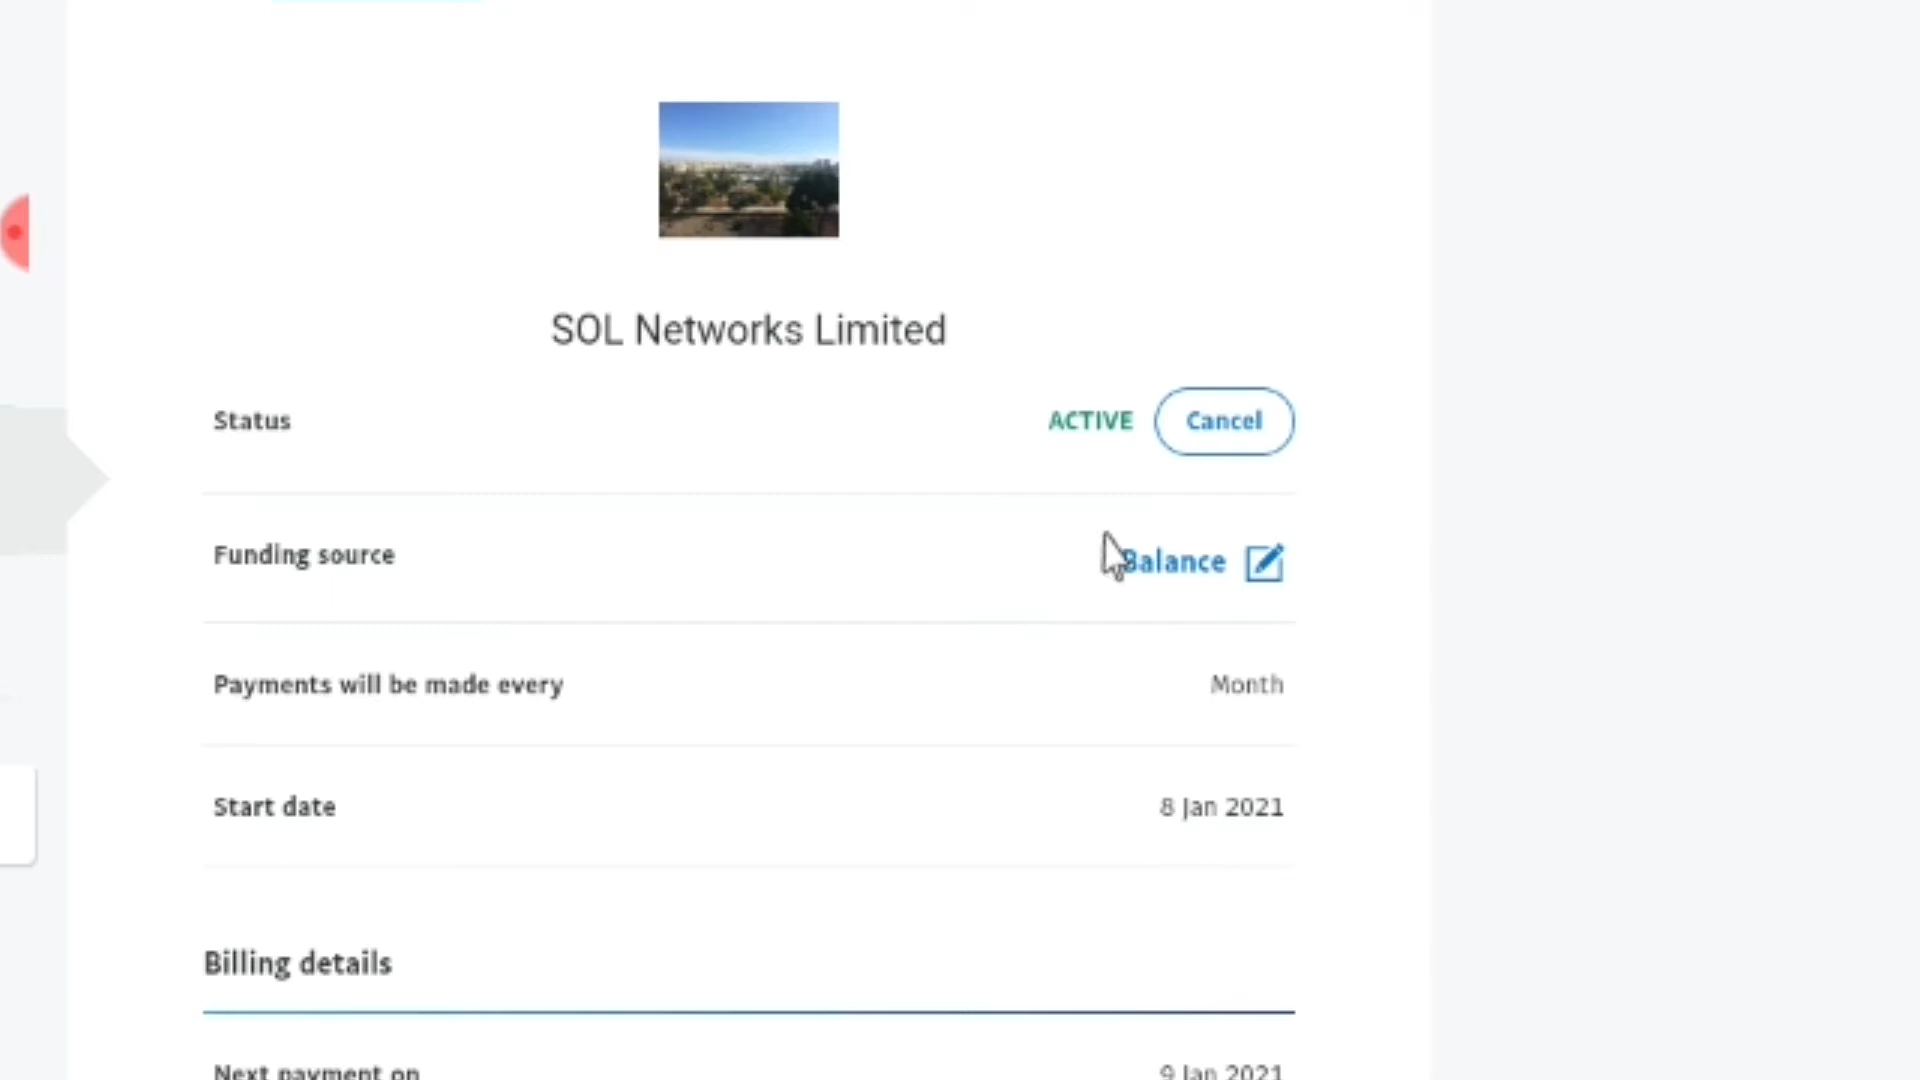 SOL Networks Limited
Status ACTIVE Cancel
Funding source Balance
Payments will be made every Month
Start date 8 Jan 2021
Billing details
Next payment on 9 Jan 2021